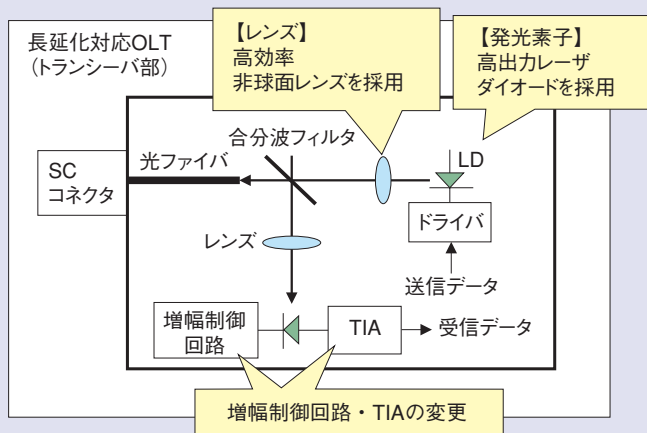 長延化対応OLT
（トランシーバ部）
【レンズ】
高効率
非球面レンズを採用
【発光素子】
高出力レーザ
ダイオードを採用
合分波フィルタ
光ファイバ
SC
コネクタ
LD
ドライバ
レンズ
送信データ
増幅制御
回路
TIA
受信データ
増幅制御回路・TIAの変更